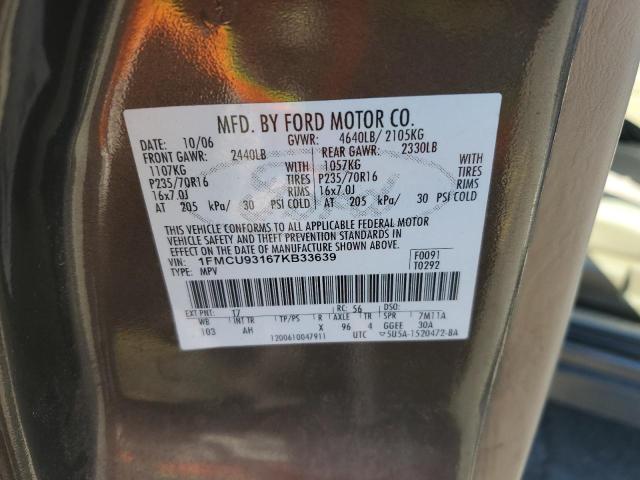 MFD. BY FORD MOTOR CO.
DATE: 10/06 GVWR: 4640LB/ 2105KG
FRONT GAWR: 2440LB REAR GAWR: 2330LB
1107KG 1057KG
P235/70R16 TIRES P235/70R16 TIRES
16x7.0J RIMS 16x7.0J RIMS
AT 205 kPa/ 30 PSI COLD AT 205 kPa/ 30 PSI COLD
THIS VEHICLE CONFORMS TO ALL APPLICABLE FEDERAL MOTOR
VEHICLE SAFETY AND THEFT PREVENTION STANDARDS IN
EFFECT ON THE DATE OF MANUFACTURE SHOWN ABOVE.
VIN: 1FMCU93167KB33639 F0091
TYPE: MPV T0292
EXT PNT: 17 RC: 56 DSO:
WB INT TR TP/PS R AXLE TR SPR 7M11A
103 AH X 96 4 GGEE 30A
1200610047911 UTC 5U5A-1520472-BA